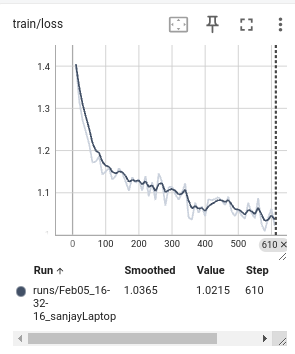 train/loss
1.4
1.3
1.2
1.1
0 100 200 300 400 500 610
Run ↑ Smoothed Value Step
runs/Feb05_16- 1.0365 1.0215 610
32-
16_sanjayLaptop